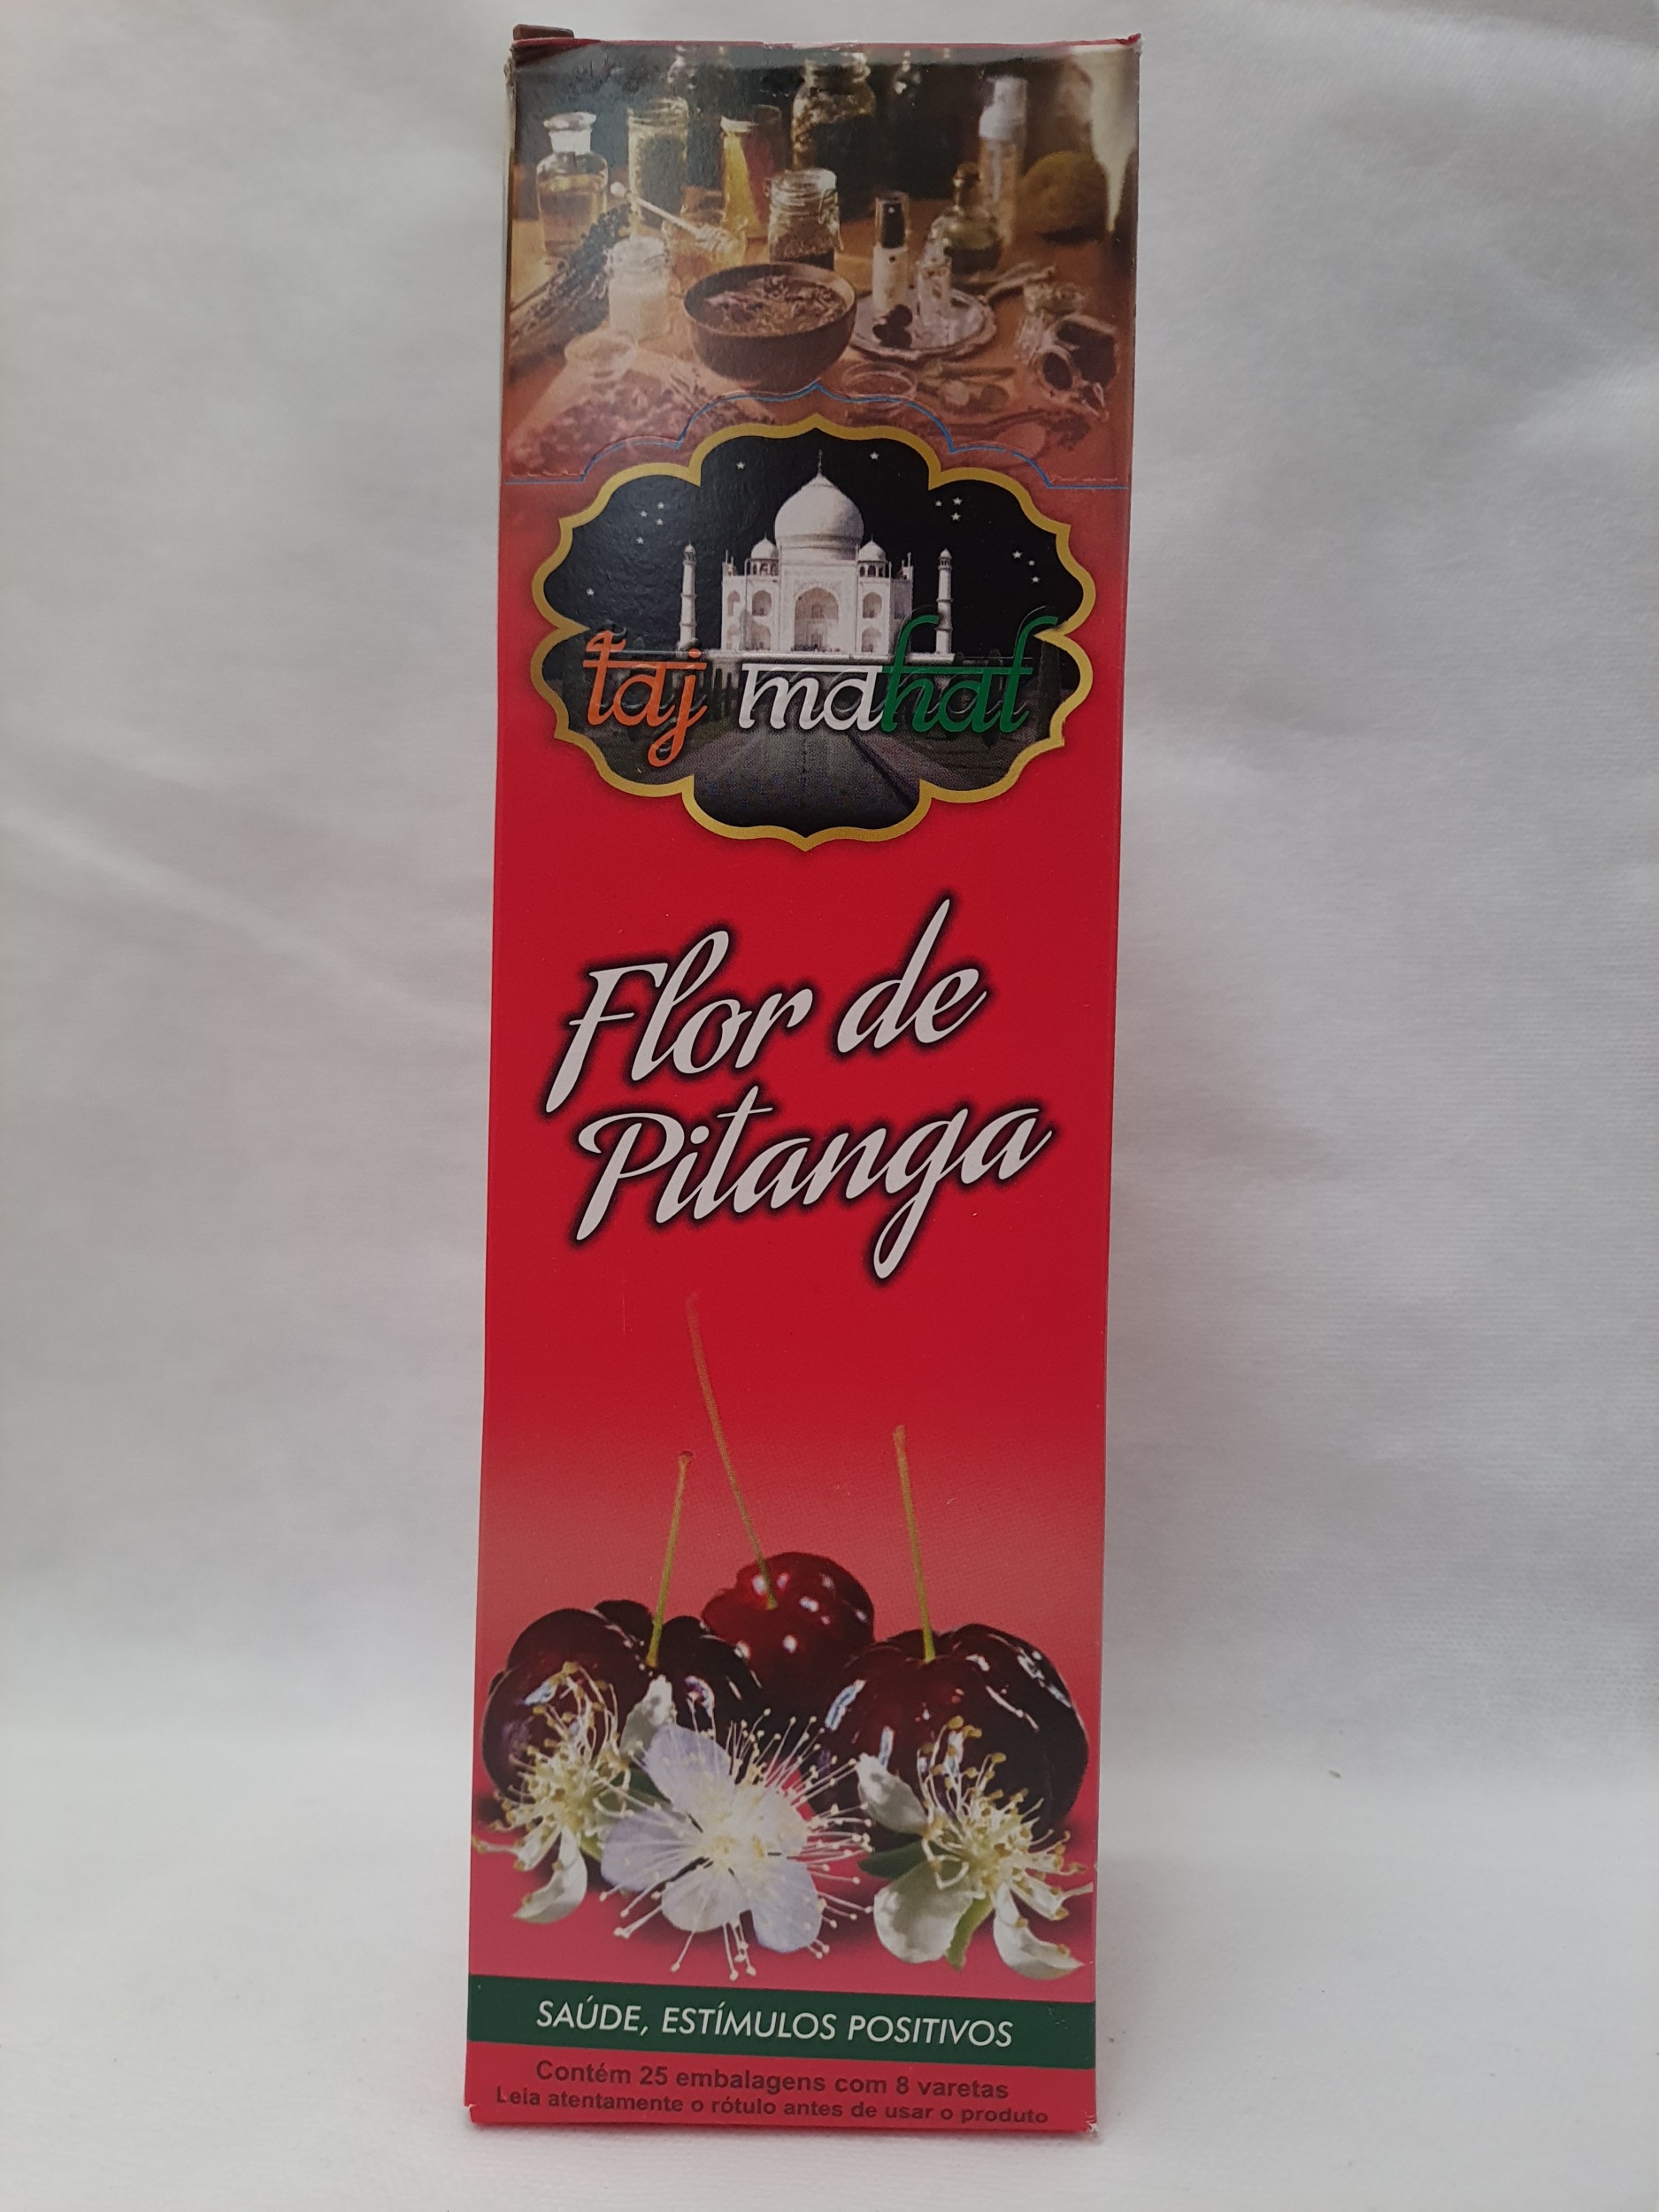 taj mahal
Flor de
Pitanga
SAÚDE, ESTÍMULOS POSITIVOS
Contém 25 embalagens com 8 varetas
Leia atentamente o rótulo antes de usar o produto